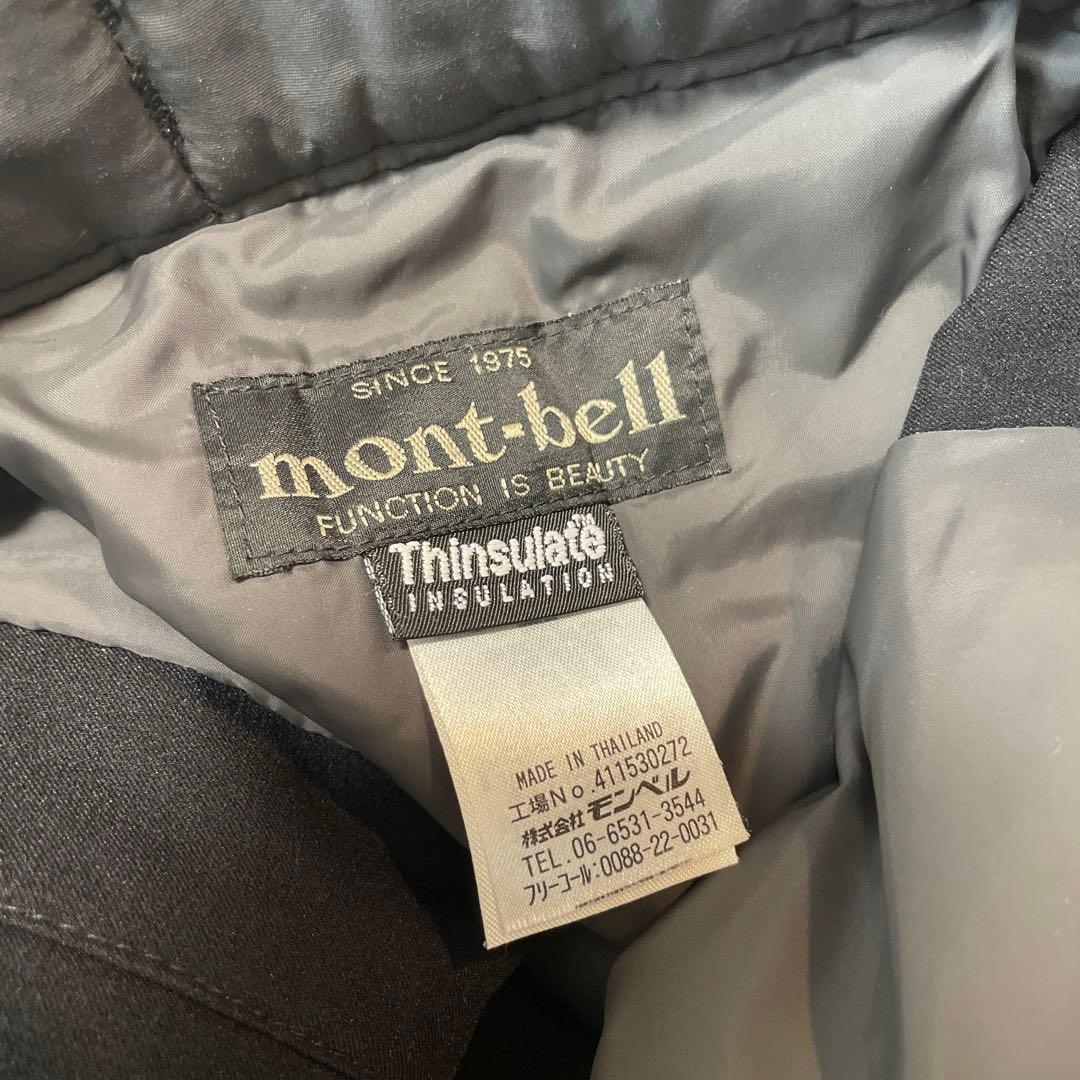 SINCE 1975
mont-bell
FUNCTION IS BEAUTY
Thinsulate™
INSULATION
MADE IN THAILAND
工場No.411530272
株式会社モンベル
TEL.06-6531-3544
フリーコール:0088-22-0031